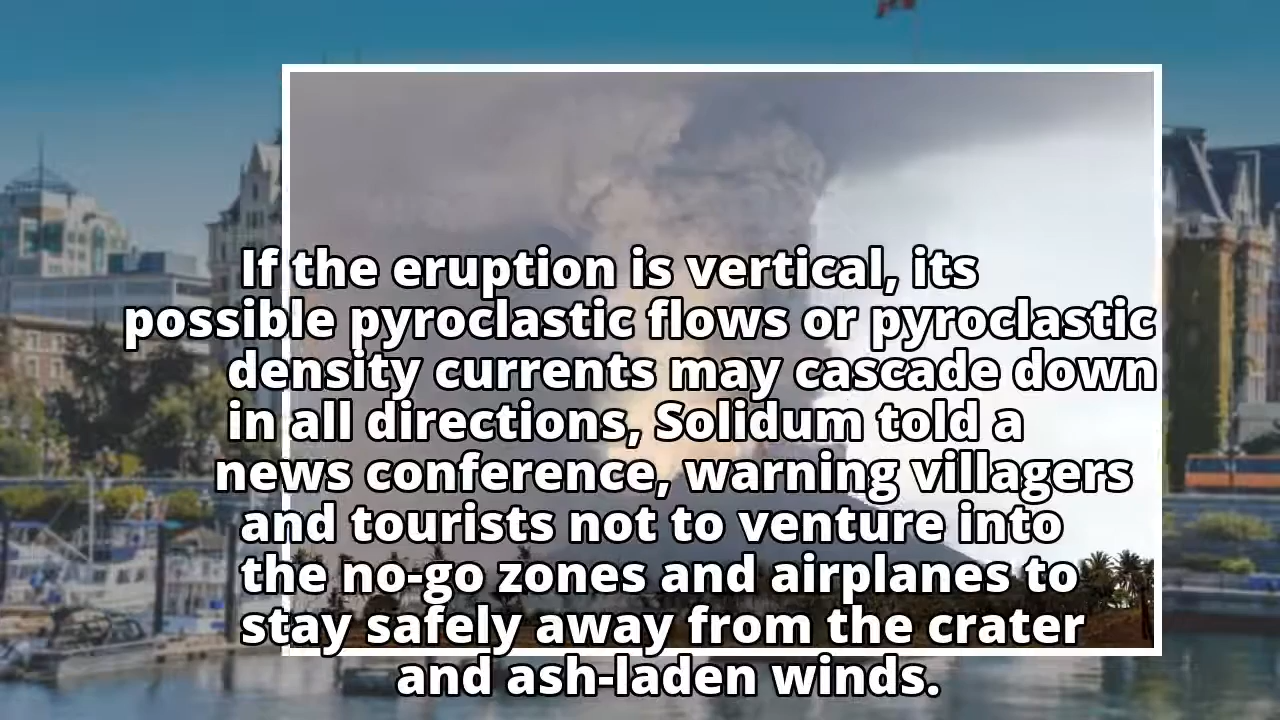 If the eruption is vertical, its
possible pyroclastic flows or pyroclastic
density currents may cascade down
in all directions, Solidum told a
news conference, warning villagers
and tourists not to venture into
the no-go zones and airplanes to
stay safely away from the crater
and ash-laden winds.